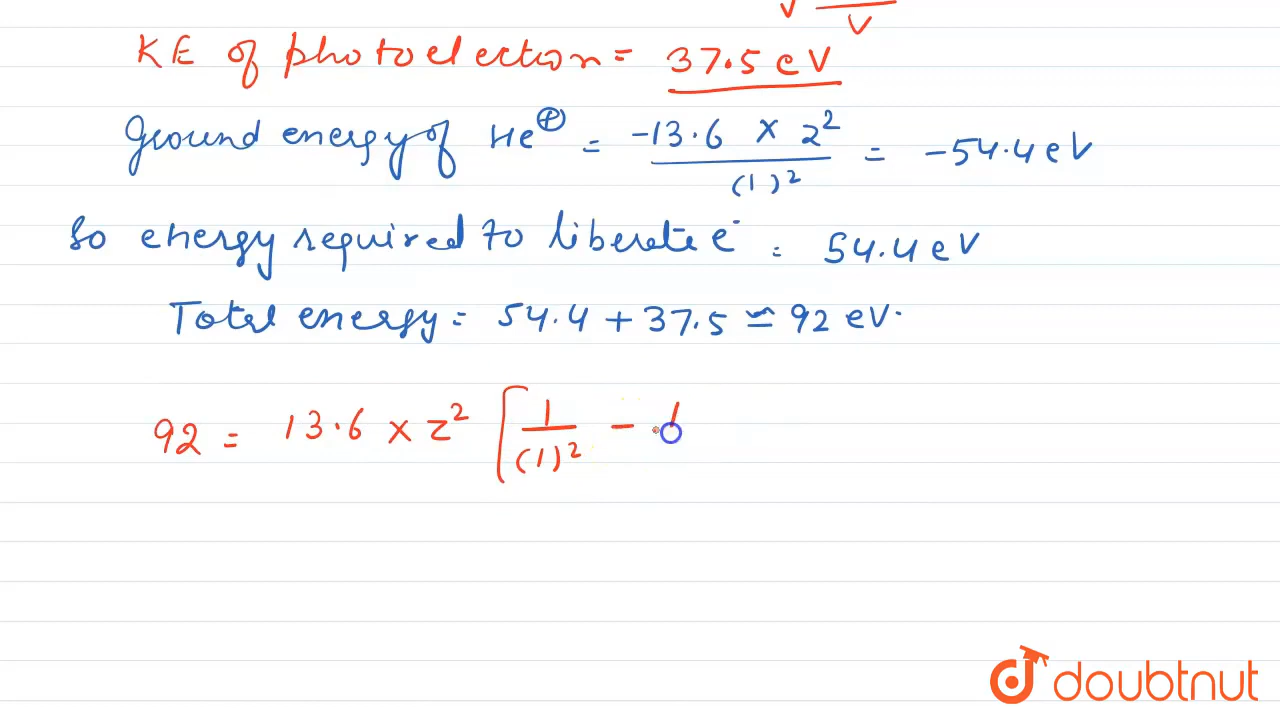 √ V
KE of photoelection = 37.5 eV
Ground energy of He⊕ = -13.6 × 2² / (1)² = -54.4 eV
So energy required to liberate e⁻ = 54.4 eV
Total energy = 54.4 + 37.5 ≃ 92 eV.
92 = 13.6 × z² [ 1/(1)² - 1
doubtnut